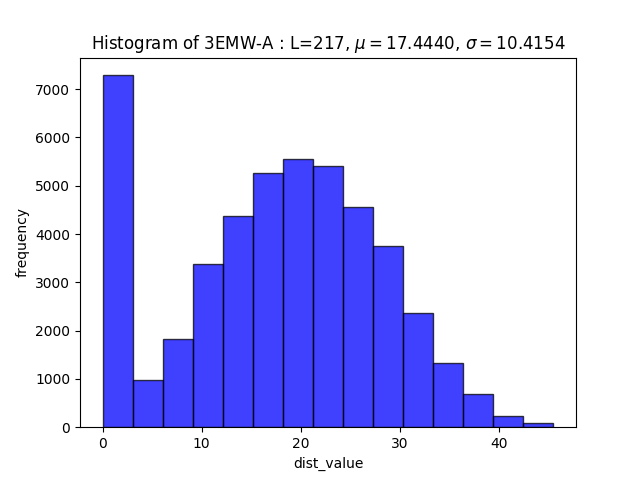 Histogram of 3EMW-A : L=217, μ = 17.4440, σ = 10.4154
7000
6000
5000
4000
3000
2000
1000
0
frequency
0 10 20 30 40
dist_value